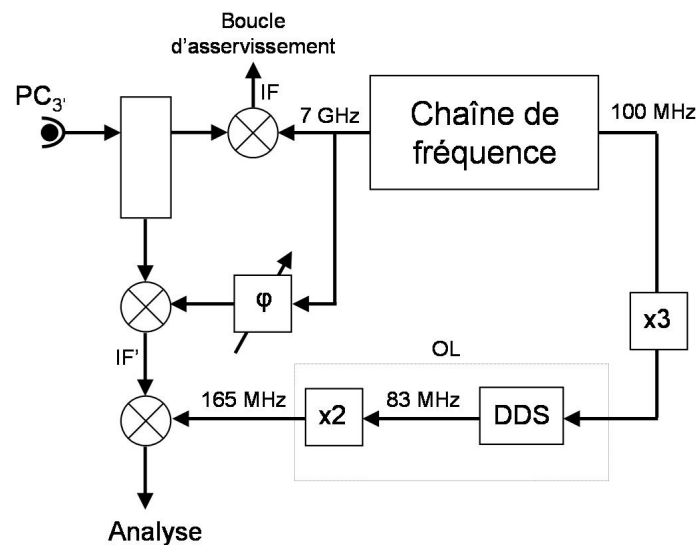 Boucle
d'asservissement
PC3'
IF
7 GHz
Chaîne de
fréquence
100 MHz
φ
x3
IF'
OL
165 MHz
x2
83 MHz
DDS
Analyse